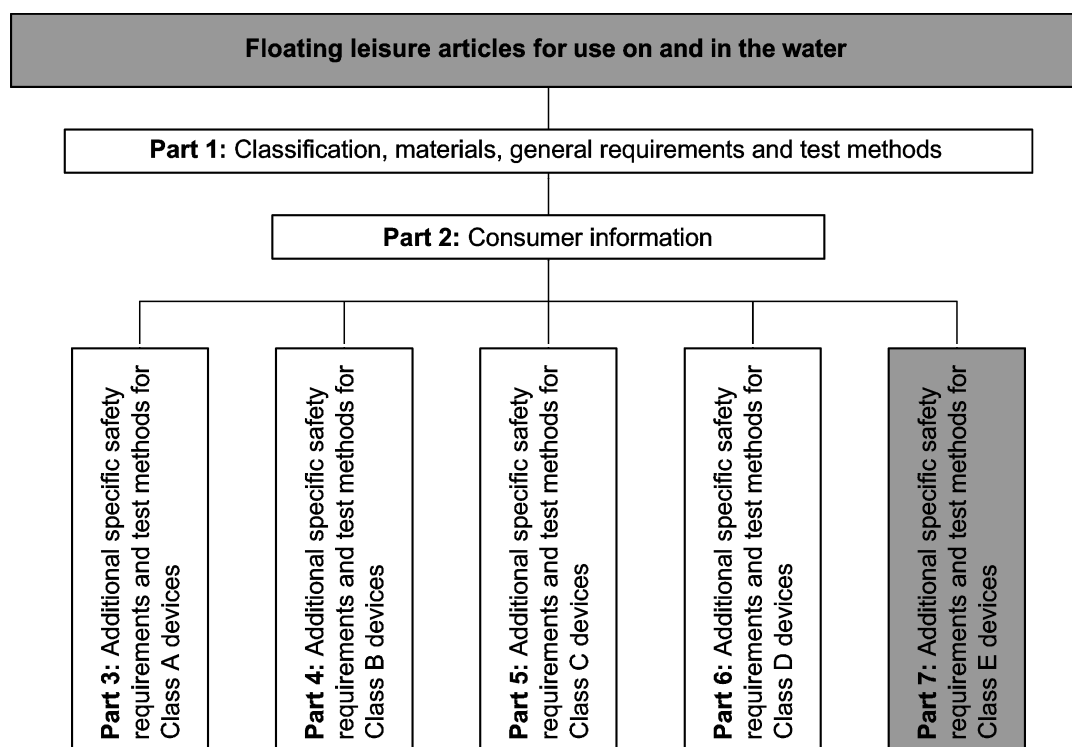 Floating leisure articles for use on and in the water
Part 1: Classification, materials, general requirements and test methods
Part 2: Consumer information
Part 3: Additional specific safety
requirements and test methods for
Class A devices
Part 4: Additional specific safety
requirements and test methods for
Class B devices
Part 5: Additional specific safety
requirements and test methods for
Class C devices
Part 6: Additional specific safety
requirements and test methods for
Class D devices
Part 7: Additional specific safety
requirements and test methods for
Class E devices